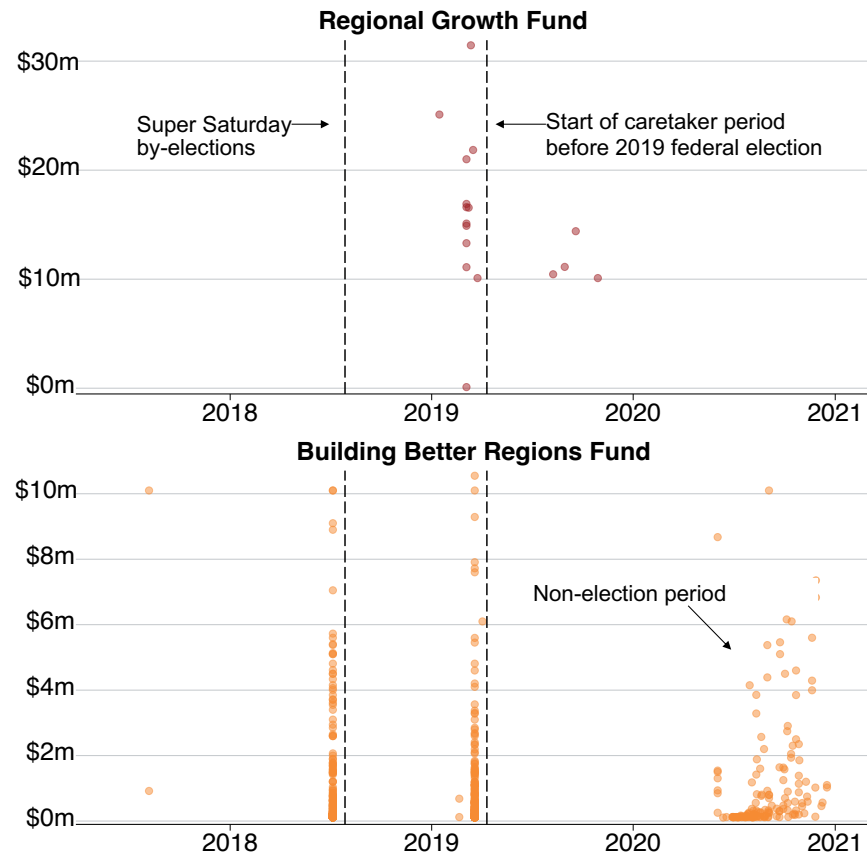 Regional Growth Fund
$30m
Super Saturday
by-elections
Start of caretaker period
before 2019 federal election
$20m
$10m
$0m
2018 2019 2020 2021
Building Better Regions Fund
$10m
$8m
Non-election period
$6m
$4m
$2m
$0m
2018 2019 2020 2021